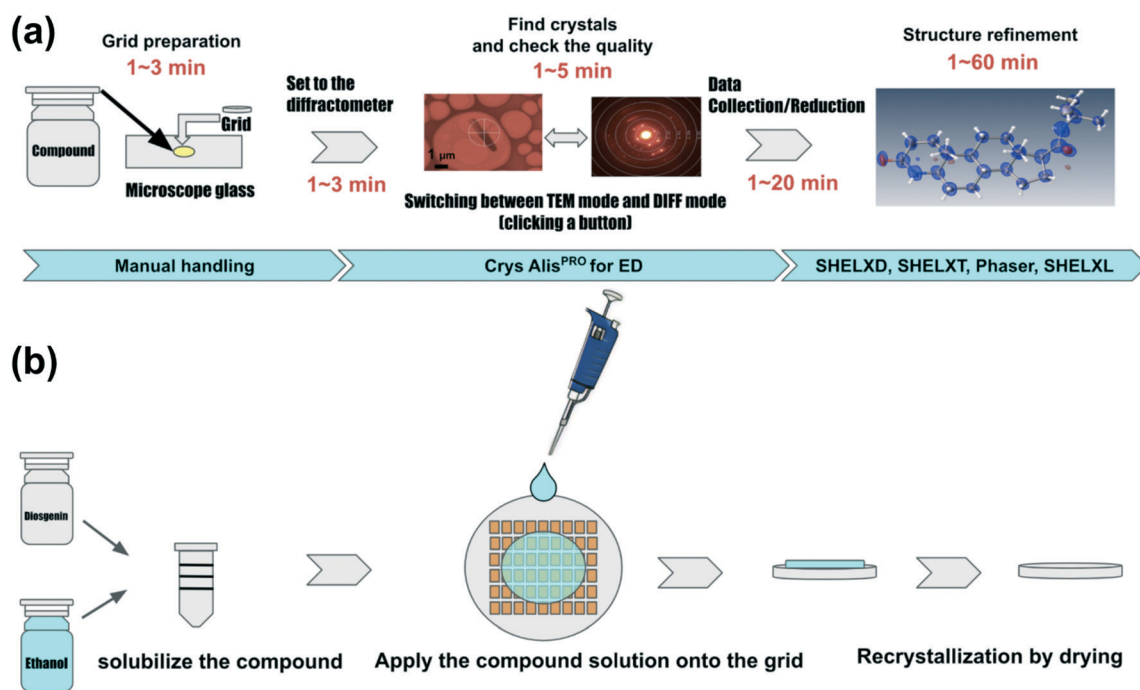 (a)
Grid preparation
1~3 min
Compound
Grid
Microscope glass
Set to the
diffractometer
1~3 min
Find crystals
and check the quality
1~5 min
1 μm
Switching between TEM mode and DIFF mode
(clicking a button)
Data
Collection/Reduction
1~20 min
Structure refinement
1~60 min
Manual handling
Crys Alis^PRO for ED
SHELXD, SHELXT, Phaser, SHELXL
(b)
Diosgenin
Ethanol
solubilize the compound
Apply the compound solution onto the grid
Recrystallization by drying